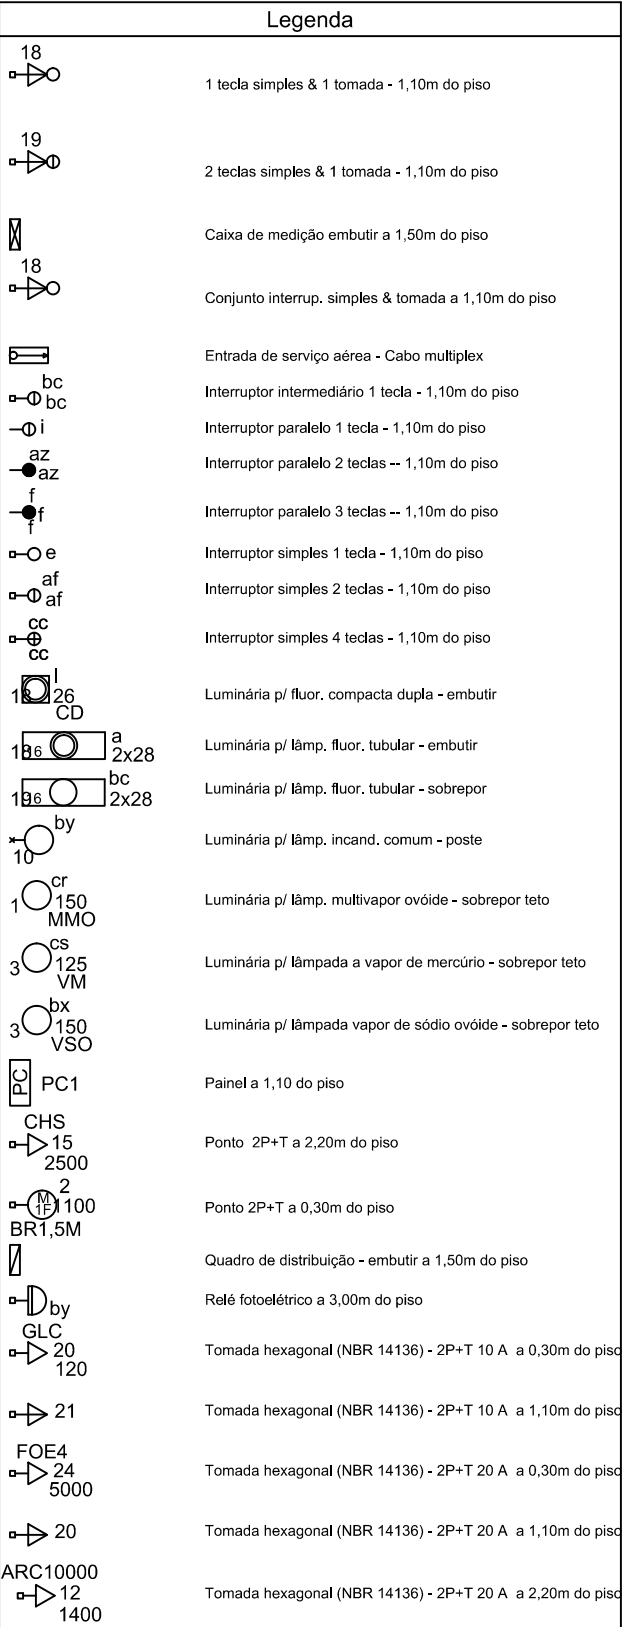 Legenda
18
1 tecla simples & 1 tomada - 1,10m do piso
19
2 teclas simples & 1 tomada - 1,10m do piso
Caixa de medição embutir a 1,50m do piso
18
Conjunto interrup. simples & tomada a 1,10m do piso
Entrada de serviço aérea - Cabo multiplex
bc
bc
Interruptor intermediário 1 tecla - 1,10m do piso
i
Interruptor paralelo 1 tecla - 1,10m do piso
az
az
Interruptor paralelo 2 teclas -- 1,10m do piso
f
f
f
Interruptor paralelo 3 teclas -- 1,10m do piso
e
Interruptor simples 1 tecla - 1,10m do piso
af
af
Interruptor simples 2 teclas - 1,10m do piso
cc
cc
Interruptor simples 4 teclas - 1,10m do piso
l
18 26
CD
Luminária p/ fluor. compacta dupla - embutir
a
18 16 2x28
Luminária p/ lâmp. fluor. tubular - embutir
bc
19 16 2x28
Luminária p/ lâmp. fluor. tubular - sobrepor
by
10
Luminária p/ lâmp. incand. comum - poste
cr
1 150
MMO
Luminária p/ lâmp. multivapor ovóide - sobrepor teto
cs
3 125
VM
Luminária p/ lâmpada a vapor de mercúrio - sobrepor teto
bx
3 150
VSO
Luminária p/ lâmpada vapor de sódio ovóide - sobrepor teto
PC PC1
Painel a 1,10 do piso
CHS
15
2500
Ponto 2P+T a 2,20m do piso
2
M
1F 1100
BR1,5M
Ponto 2P+T a 0,30m do piso
Quadro de distribuição - embutir a 1,50m do piso
by
Relé fotoelétrico a 3,00m do piso
GLC
20
120
Tomada hexagonal (NBR 14136) - 2P+T 10 A a 0,30m do piso
21
Tomada hexagonal (NBR 14136) - 2P+T 10 A a 1,10m do piso
FOE4
24
5000
Tomada hexagonal (NBR 14136) - 2P+T 20 A a 0,30m do piso
20
Tomada hexagonal (NBR 14136) - 2P+T 20 A a 1,10m do piso
ARC10000
12
1400
Tomada hexagonal (NBR 14136) - 2P+T 20 A a 2,20m do piso